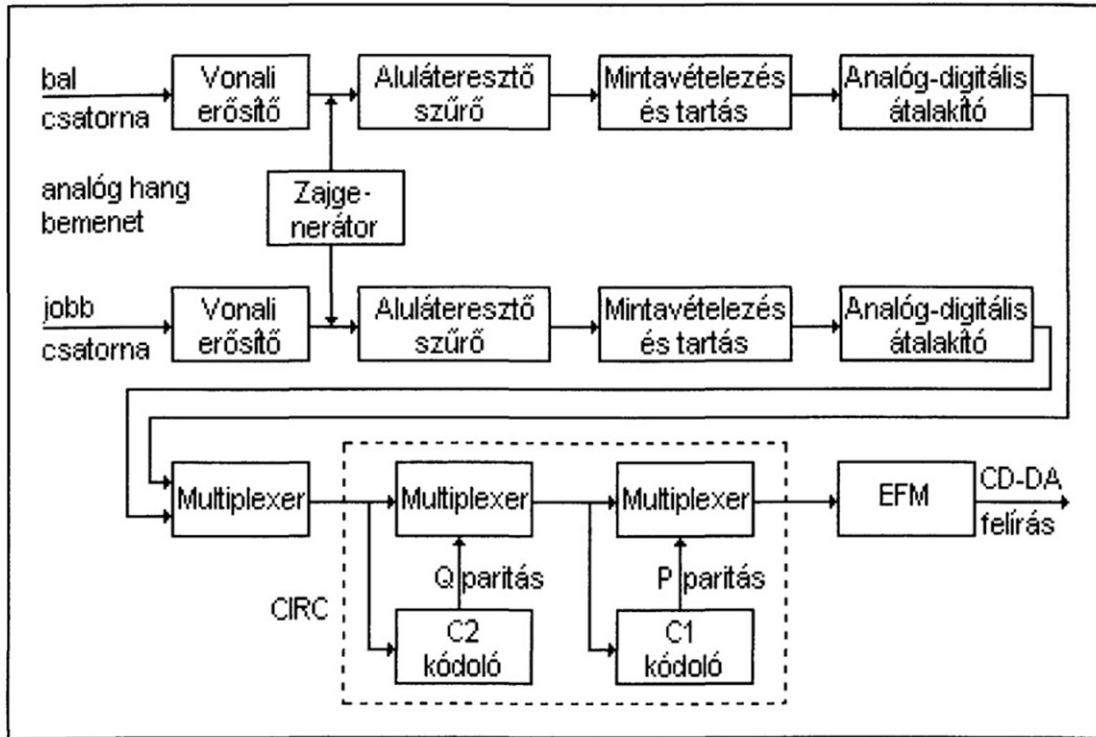 bal
csatorna
Vonali
erősítő
Aluláteresztő
szűrő
Mintavételezés
és tartás
Analóg-digitális
átalakító
analóg hang
bemenet
Zajge-
nerátor
jobb
csatorna
Vonali
erősítő
Aluláteresztő
szűrő
Mintavételezés
és tartás
Analóg-digitális
átalakító
Multiplexer
Multiplexer
Multiplexer
EFM
CD-DA
felírás
Q paritás
P paritás
CIRC
C2
kódoló
C1
kódoló